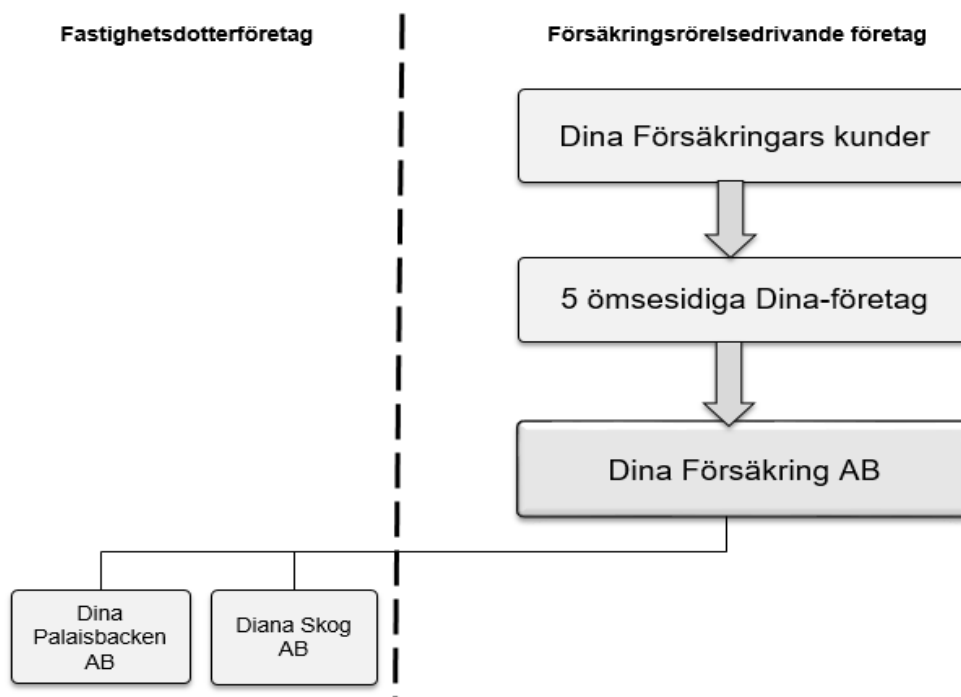 Fastighetsdotterföretag
Försäkringsrörelsedrivande företag
Dina Försäkringars kunder
5 ömsesidiga Dina-företag
Dina Försäkring AB
Dina
Palaisbacken
AB
Diana Skog
AB